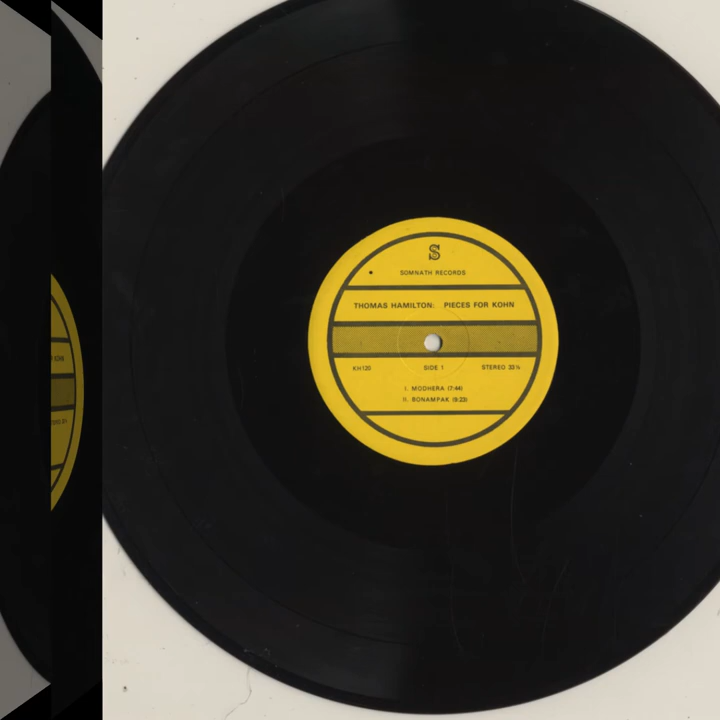 S
SOMNATH RECORDS
THOMAS HAMILTON: PIECES FOR KOHN
KH120 SIDE 1 STEREO 33⅓
I. MODHERA (7:44)
II. BONAMPAK (9:23)